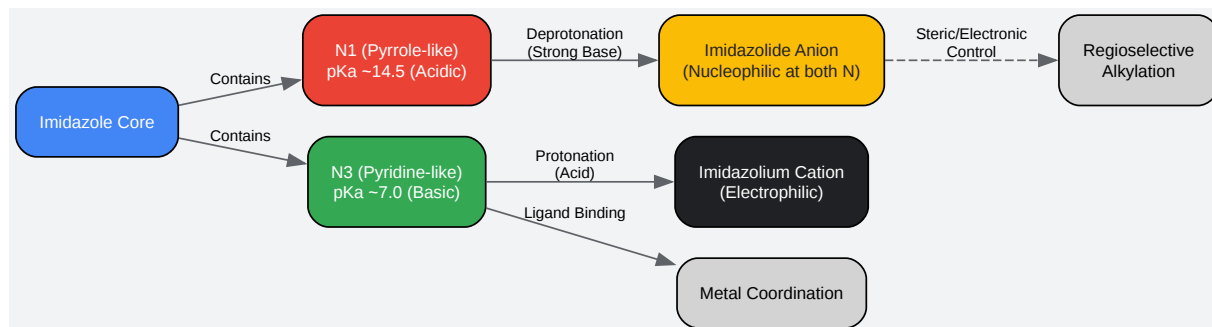 Imidazole Core
Contains
Contains
N1 (Pyrrole-like)
pKa ~14.5 (Acidic)
N3 (Pyridine-like)
pKa ~7.0 (Basic)
Deprotonation
(Strong Base)
Protonation
(Acid)
Ligand Binding
Imidazolide Anion
(Nucleophilic at both N)
Imidazolium Cation
(Electrophilic)
Metal Coordination
Steric/Electronic
Control
Regioselective
Alkylation